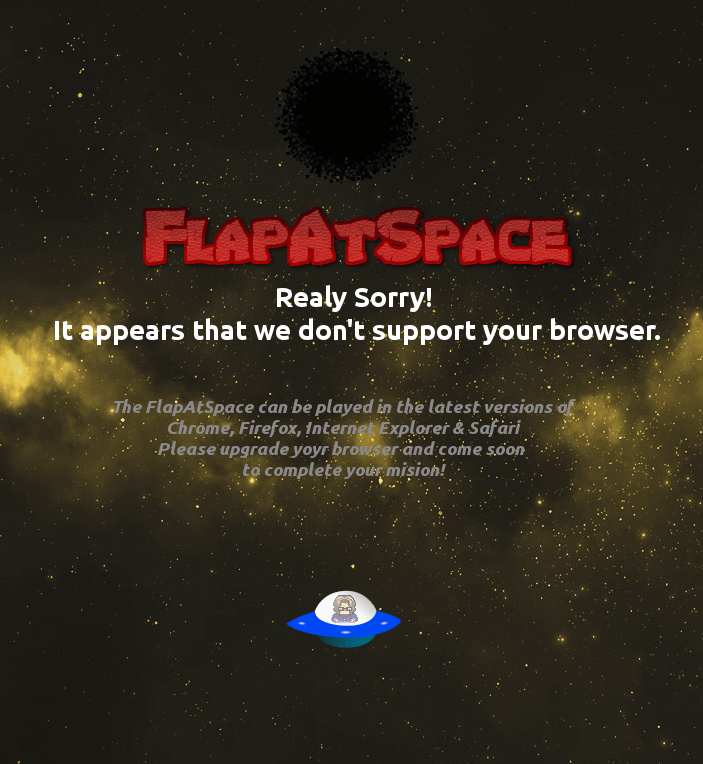 FlapAtSpace
Realy Sorry!
It appears that we don't support your browser.
The FlapAtSpace can be played in the latest versions of
Chrome, Firefox, Internet Explorer & Safari
Please upgrade yoyr browser and come soon
to complete your mision!